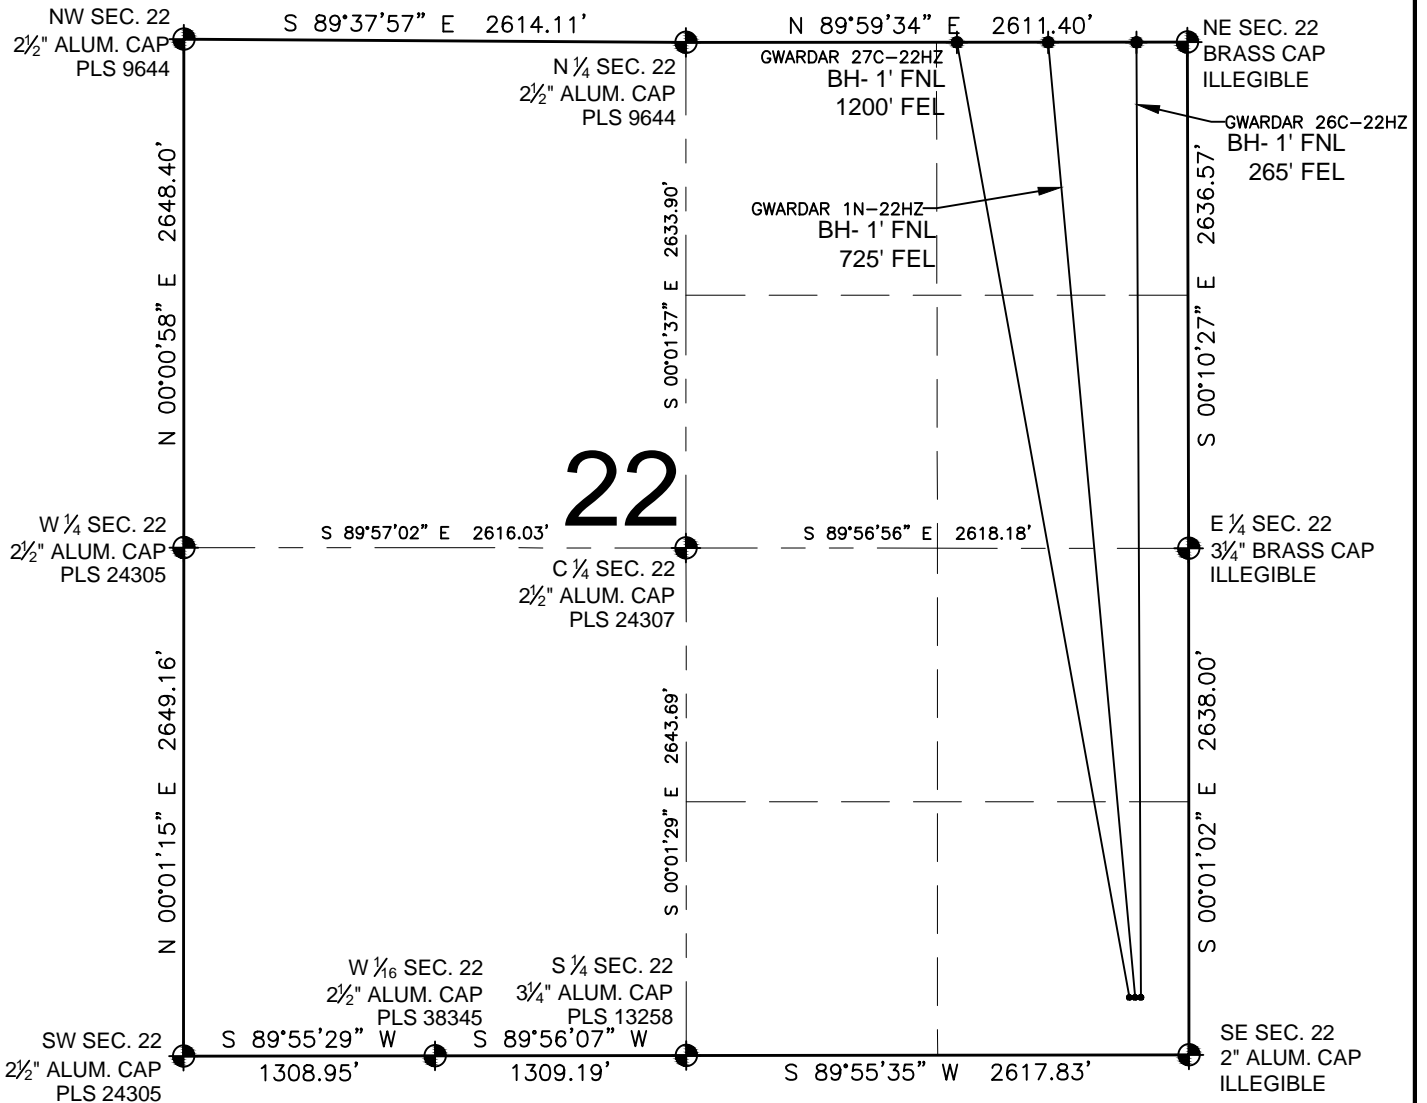 NW SEC. 22
2½" ALUM. CAP
PLS 9644
S 89°37'57" E 2614.11'
N 89°59'34" E 2611.40'
NE SEC. 22
BRASS CAP
ILLEGIBLE
N ¼ SEC. 22
2½" ALUM. CAP
PLS 9644
GWARDAR 27C-22HZ
BH- 1' FNL
1200' FEL
GWARDAR 26C-22HZ
BH- 1' FNL
265' FEL
GWARDAR 1N-22HZ
BH- 1' FNL
725' FEL
N 00°00'58" E 2648.40'
S 00°01'37" E 2633.90'
S 00°10'27" E 2636.57'
22
W ¼ SEC. 22
2½" ALUM. CAP
PLS 24305
S 89°57'02" E 2616.03'
S 89°56'56" E 2618.18'
E ¼ SEC. 22
3¼" BRASS CAP
ILLEGIBLE
C ¼ SEC. 22
2½" ALUM. CAP
PLS 24307
N 00°01'15" E 2649.16'
S 00°01'29" E 2643.69'
S 00°01'02" E 2638.00'
W 1⁄16 SEC. 22
2½" ALUM. CAP
PLS 38345
S ¼ SEC. 22
3¼" ALUM. CAP
PLS 13258
SW SEC. 22
2½" ALUM. CAP
PLS 24305
S 89°55'29" W
1308.95'
S 89°56'07" W
1309.19'
S 89°55'35" W 2617.83'
SE SEC. 22
2" ALUM. CAP
ILLEGIBLE